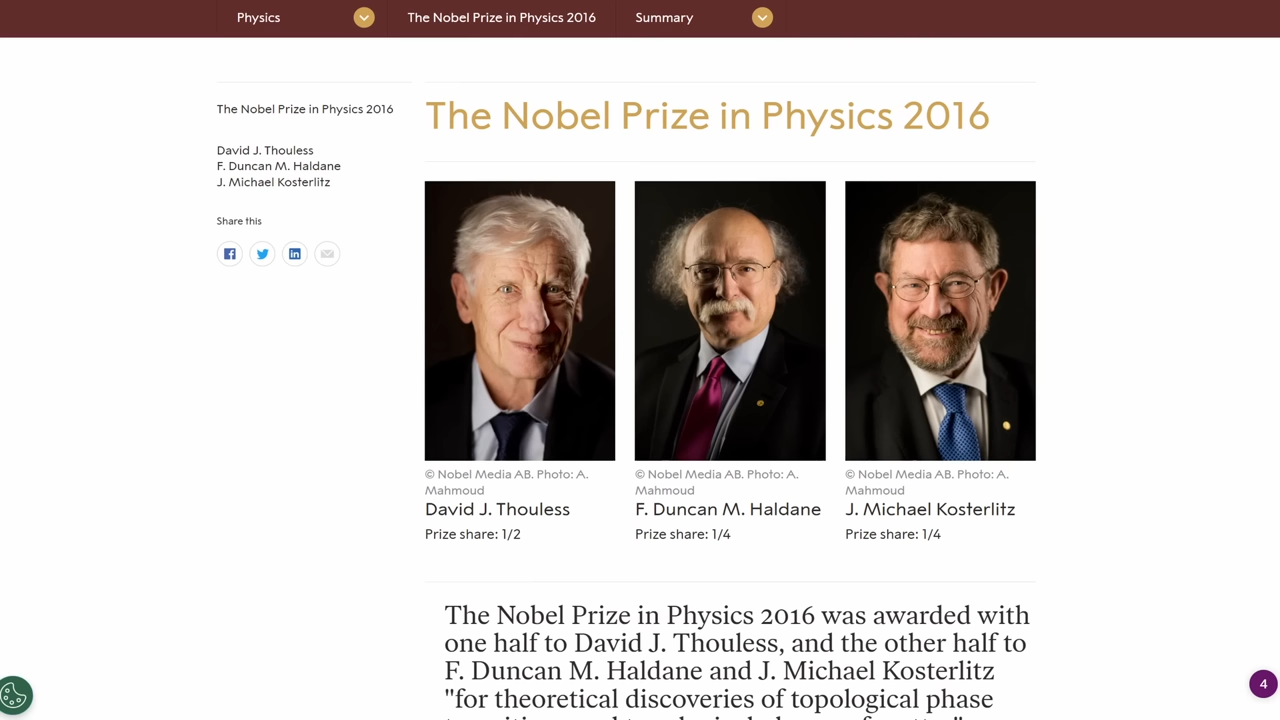 Physics
The Nobel Prize in Physics 2016
Summary
The Nobel Prize in Physics 2016
David J. Thouless
F. Duncan M. Haldane
J. Michael Kosterlitz
Share this
The Nobel Prize in Physics 2016
© Nobel Media AB. Photo: A.
Mahmoud
David J. Thouless
Prize share: 1/2
© Nobel Media AB. Photo: A.
Mahmoud
F. Duncan M. Haldane
Prize share: 1/4
© Nobel Media AB. Photo: A.
Mahmoud
J. Michael Kosterlitz
Prize share: 1/4
The Nobel Prize in Physics 2016 was awarded with
one half to David J. Thouless, and the other half to
F. Duncan M. Haldane and J. Michael Kosterlitz
"for theoretical discoveries of topological phase
4